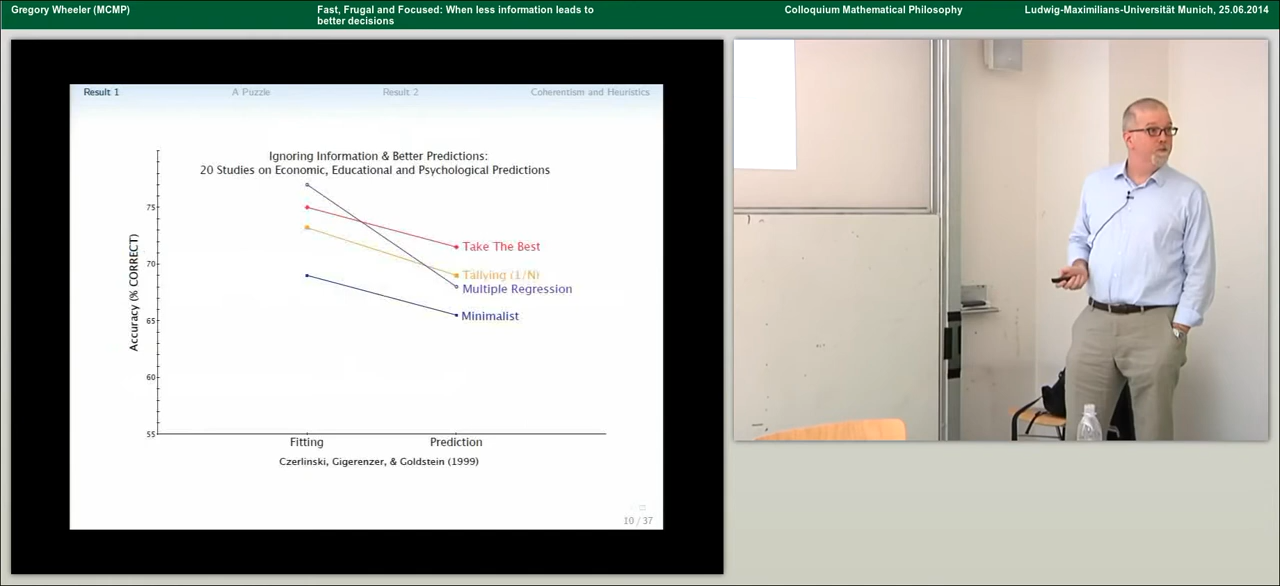 Gregory Wheeler (MCMP)
Fast, Frugal and Focused: When less information leads to
better decisions
Colloquium Mathematical Philosophy
Ludwig-Maximilians-Universität Munich, 25.06.2014
Result 1
A Puzzle
Result 2
Coherentism and Heuristics
Ignoring Information & Better Predictions:
20 Studies on Economic, Educational and Psychological Predictions
Accuracy (% CORRECT)
75
70
65
60
55
Take The Best
Tallying (1/N)
Multiple Regression
Minimalist
Fitting
Prediction
Czerlinski, Gigerenzer, & Goldstein (1999)
10 / 37